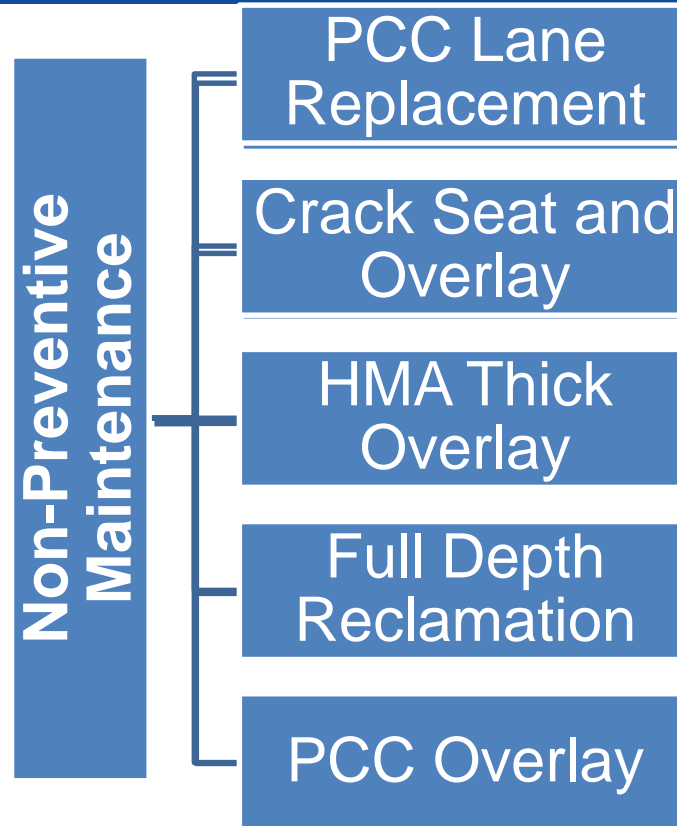 Non-Preventive
Maintenance
PCC Lane
Replacement
Crack Seat and
Overlay
HMA Thick
Overlay
Full Depth
Reclamation
PCC Overlay